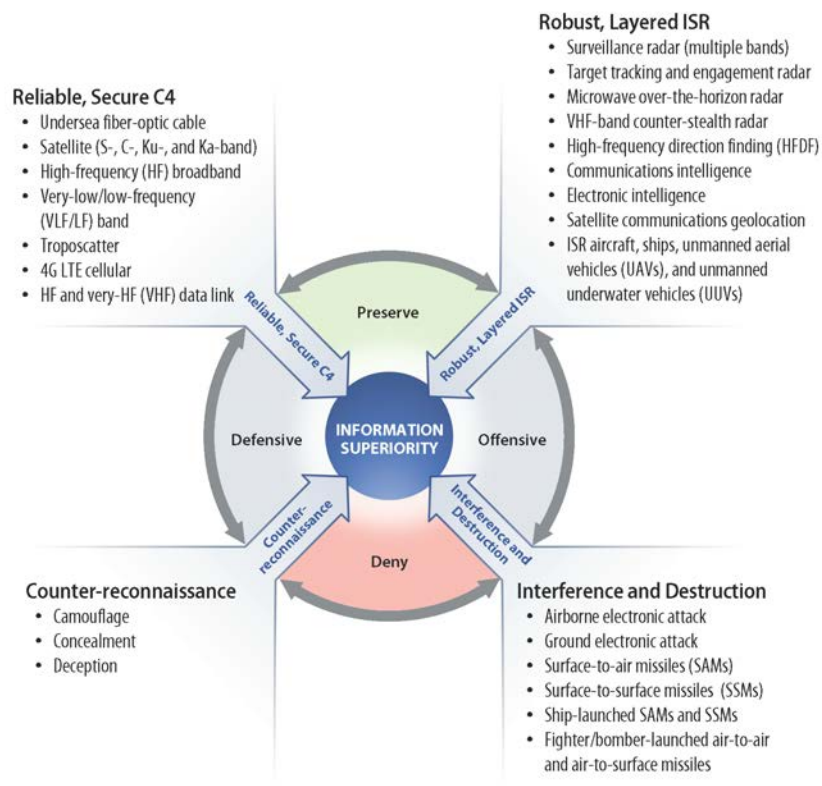 Robust, Layered ISR
• Surveillance radar (multiple bands)
• Target tracking and engagement radar
• Microwave over-the-horizon radar
• VHF-band counter-stealth radar
• High-frequency direction finding (HFDF)
• Communications intelligence
• Electronic intelligence
• Satellite communications geolocation
• ISR aircraft, ships, unmanned aerial
vehicles (UAVs), and unmanned
underwater vehicles (UUVs)
Reliable, Secure C4
• Undersea fiber-optic cable
• Satellite (S-, C-, Ku-, and Ka-band)
• High-frequency (HF) broadband
• Very-low/low-frequency
(VLF/LF) band
• Troposcatter
• 4G LTE cellular
• HF and very-HF (VHF) data link
Preserve
Reliable, Secure C4
Robust, Layered ISR
Defensive
INFORMATION
SUPERIORITY
Offensive
Counter-
reconnaissance
Interference and
Destruction
Deny
Counter-reconnaissance
• Camouflage
• Concealment
• Deception
Interference and Destruction
• Airborne electronic attack
• Ground electronic attack
• Surface-to-air missiles (SAMs)
• Surface-to-surface missiles (SSMs)
• Ship-launched SAMs and SSMs
• Fighter/bomber-launched air-to-air
and air-to-surface missiles